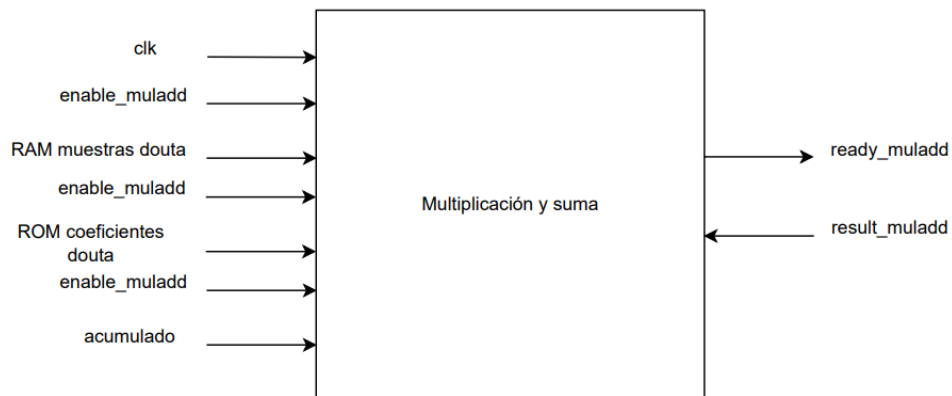 clk
enable_muladd
RAM muestras douta
enable_muladd
ROM coeficientes
douta
enable_muladd
acumulado
Multiplicación y suma
ready_muladd
result_muladd